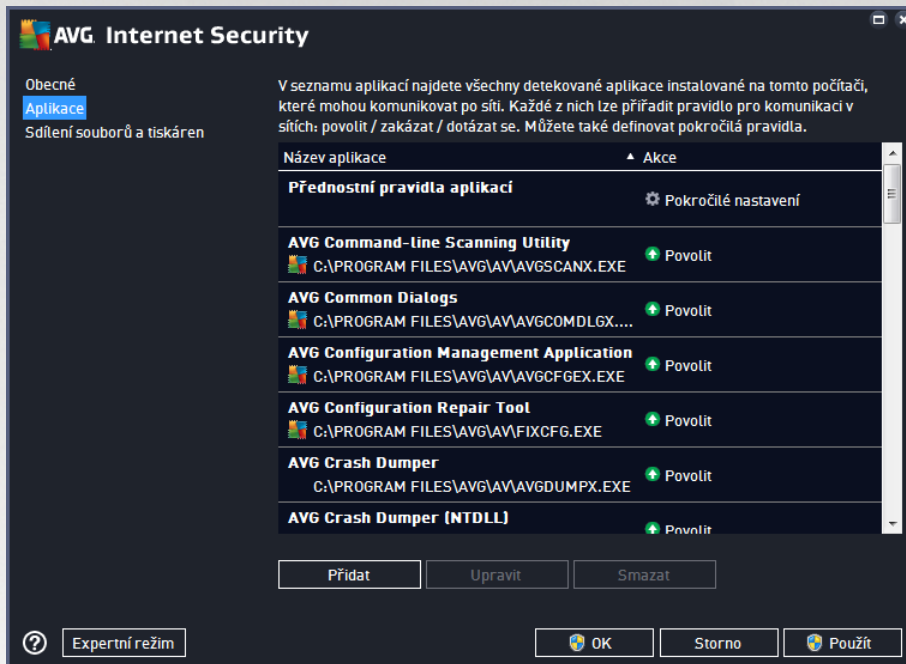 AVG Internet Security
Obecné
Aplikace
Sdílení souborů a tiskáren
V seznamu aplikací najdete všechny detekované aplikace instalované na tomto počítači,
které mohou komunikovat po síti. Každé z nich lze přiřadit pravidlo pro komunikaci v
sítích: povolit / zakázat / dotázat se. Můžete také definovat pokročilá pravidla.
Název aplikace Akce
Přednostní pravidla aplikací
Pokročilé nastavení
AVG Command-line Scanning Utility
C:\PROGRAM FILES\AVG\AV\AVGSCANX.EXE
Povolit
AVG Common Dialogs
C:\PROGRAM FILES\AVG\AV\AVGCOMDLGX....
Povolit
AVG Configuration Management Application
C:\PROGRAM FILES\AVG\AV\AVGCFGEX.EXE
Povolit
AVG Configuration Repair Tool
C:\PROGRAM FILES\AVG\AV\FIXCFG.EXE
Povolit
AVG Crash Dumper
C:\PROGRAM FILES\AVG\AV\AVGDUMPX.EXE
Povolit
AVG Crash Dumper (NTDLL)
Povolit
Přidat Upravit Smazat
? Expertní režim OK Storno Použít